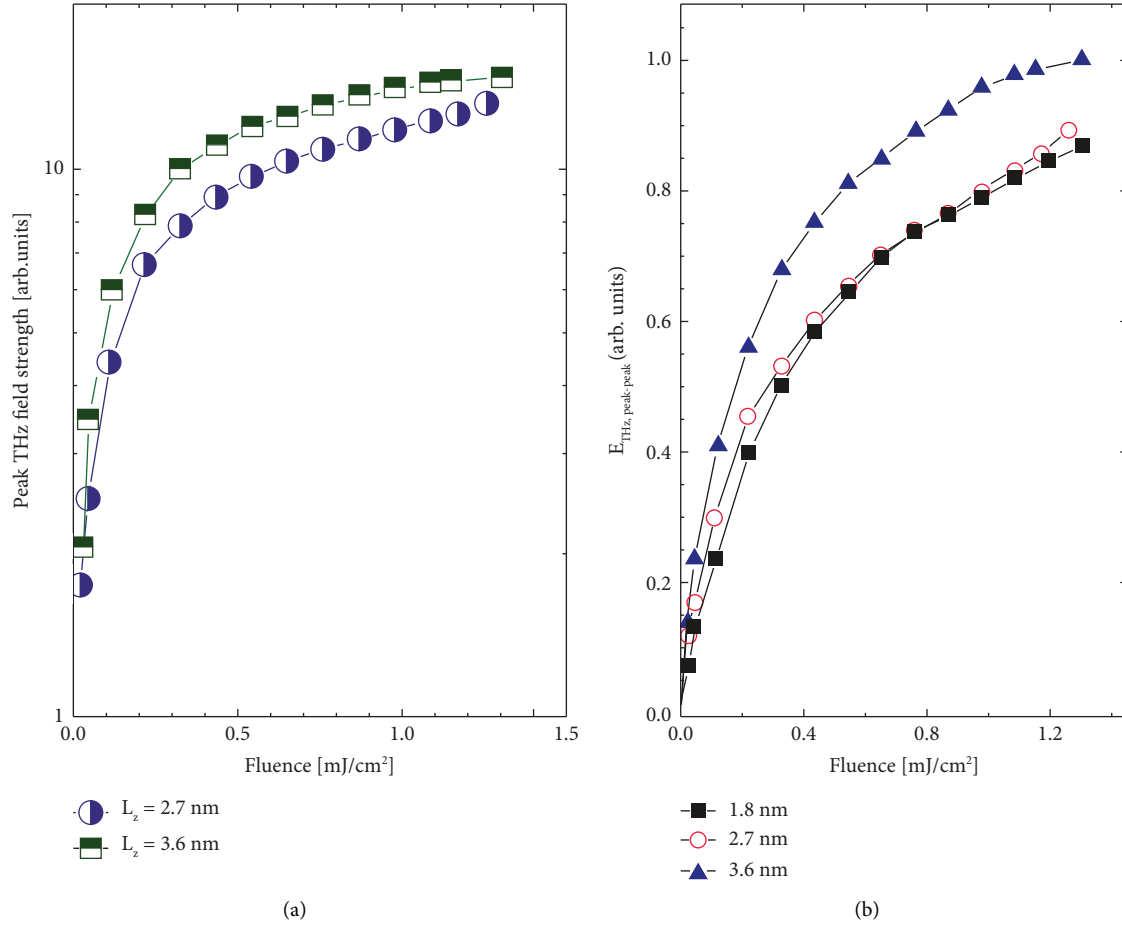 Peak THz field strength [arb.units]
10
1
0.0
0.5
1.0
1.5
Fluence [mJ/cm²]
L_z = 2.7 nm
L_z = 3.6 nm
(a)
E_THz, peak-peak (arb. units)
1.0
0.8
0.6
0.4
0.2
0.0
0.0
0.4
0.8
1.2
Fluence [mJ/cm²]
1.8 nm
2.7 nm
3.6 nm
(b)